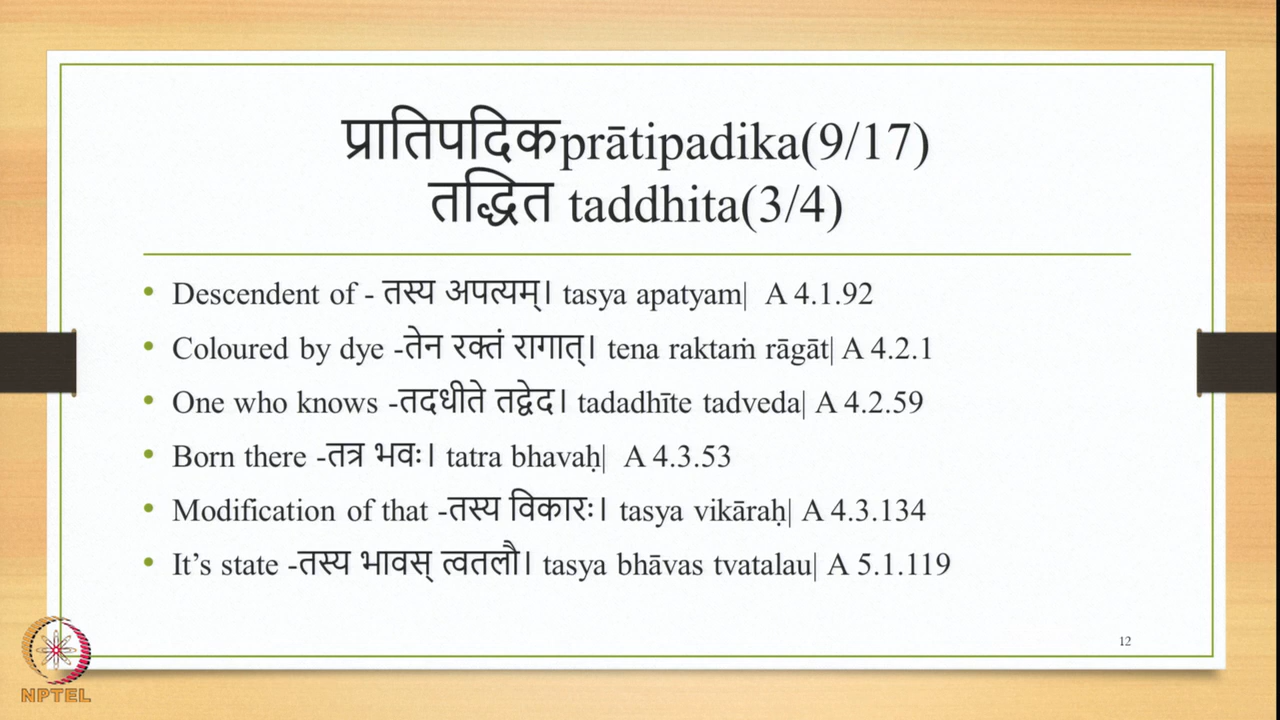 प्रातिपदिकprātipadika(9/17)
तद्धित taddhita(3/4)
• Descendent of - तस्य अपत्यम्। tasya apatyam| A 4.1.92
• Coloured by dye -तेन रक्तं रागात्। tena raktaṁ rāgāt| A 4.2.1
• One who knows -तदधीते तद्वेद। tadadhīte tadveda| A 4.2.59
• Born there -तत्र भवः। tatra bhavaḥ| A 4.3.53
• Modification of that -तस्य विकारः। tasya vikāraḥ| A 4.3.134
• It’s state -तस्य भावस् त्वतलौ। tasya bhāvas tvatalau| A 5.1.119
12
NPTEL